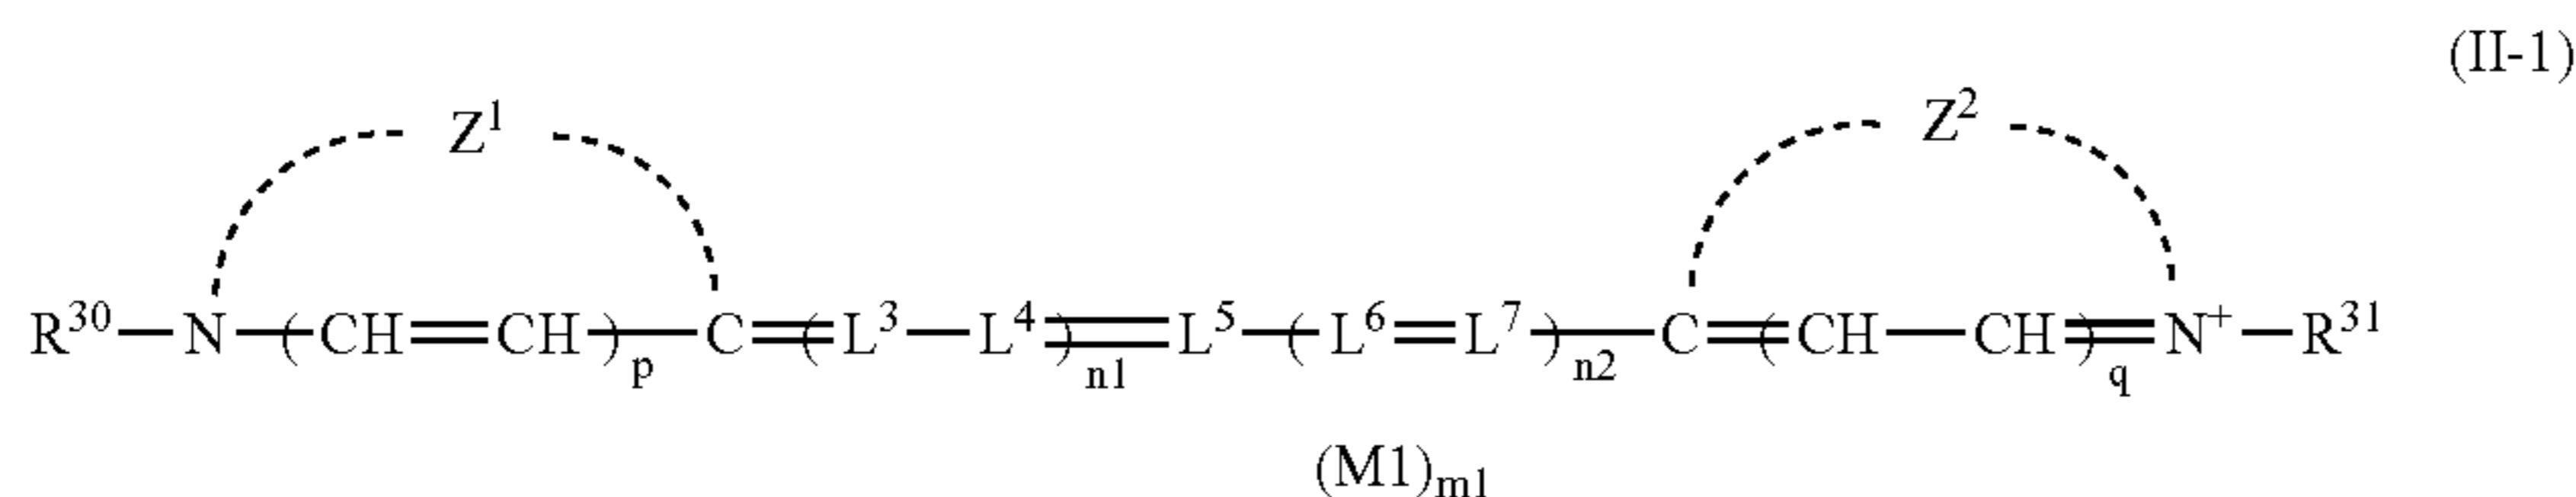 (II-1)
Z¹ Z²
R³⁰—N—(CH=CH)ₚ—C=(L³—L⁴)ₙ₁=L⁵—(L⁶=L⁷)ₙ₂—C=(CH—CH)q=N⁺—R³¹
(M1)ₘ₁